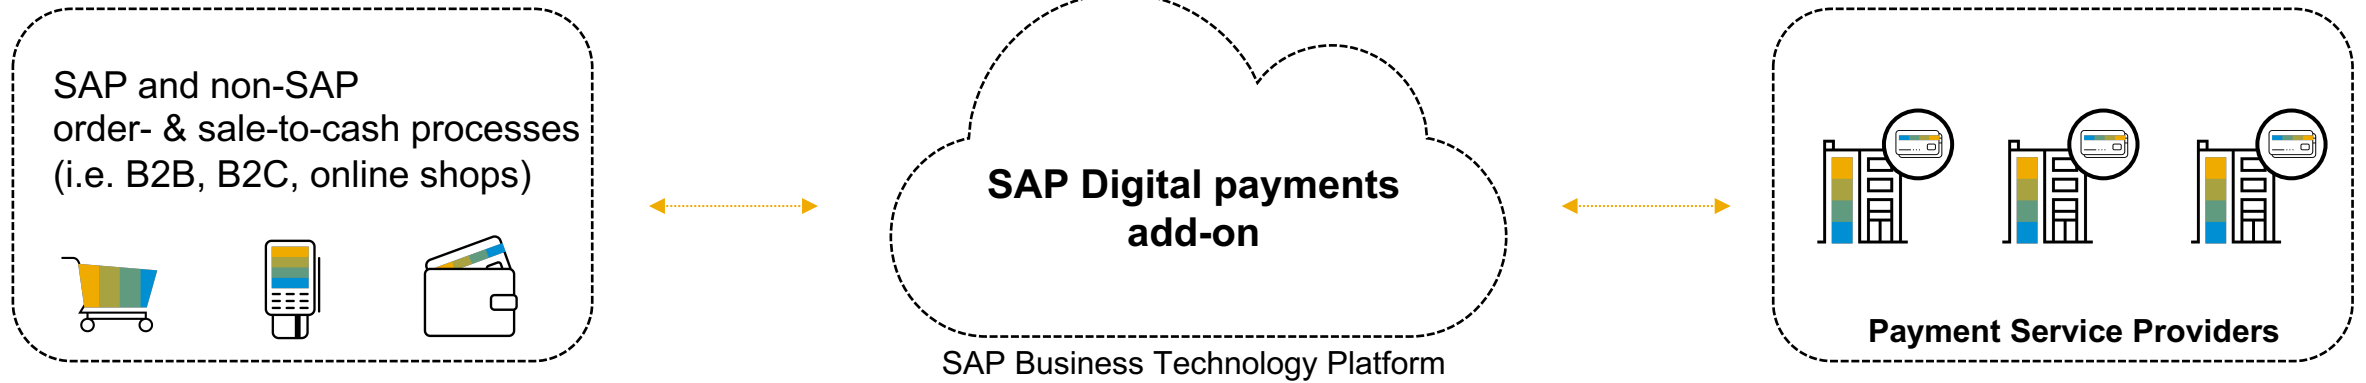 SAP and non-SAP
order- & sale-to-cash processes
(i.e. B2B, B2C, online shops)
SAP Digital payments
add-on
SAP Business Technology Platform
Payment Service Providers